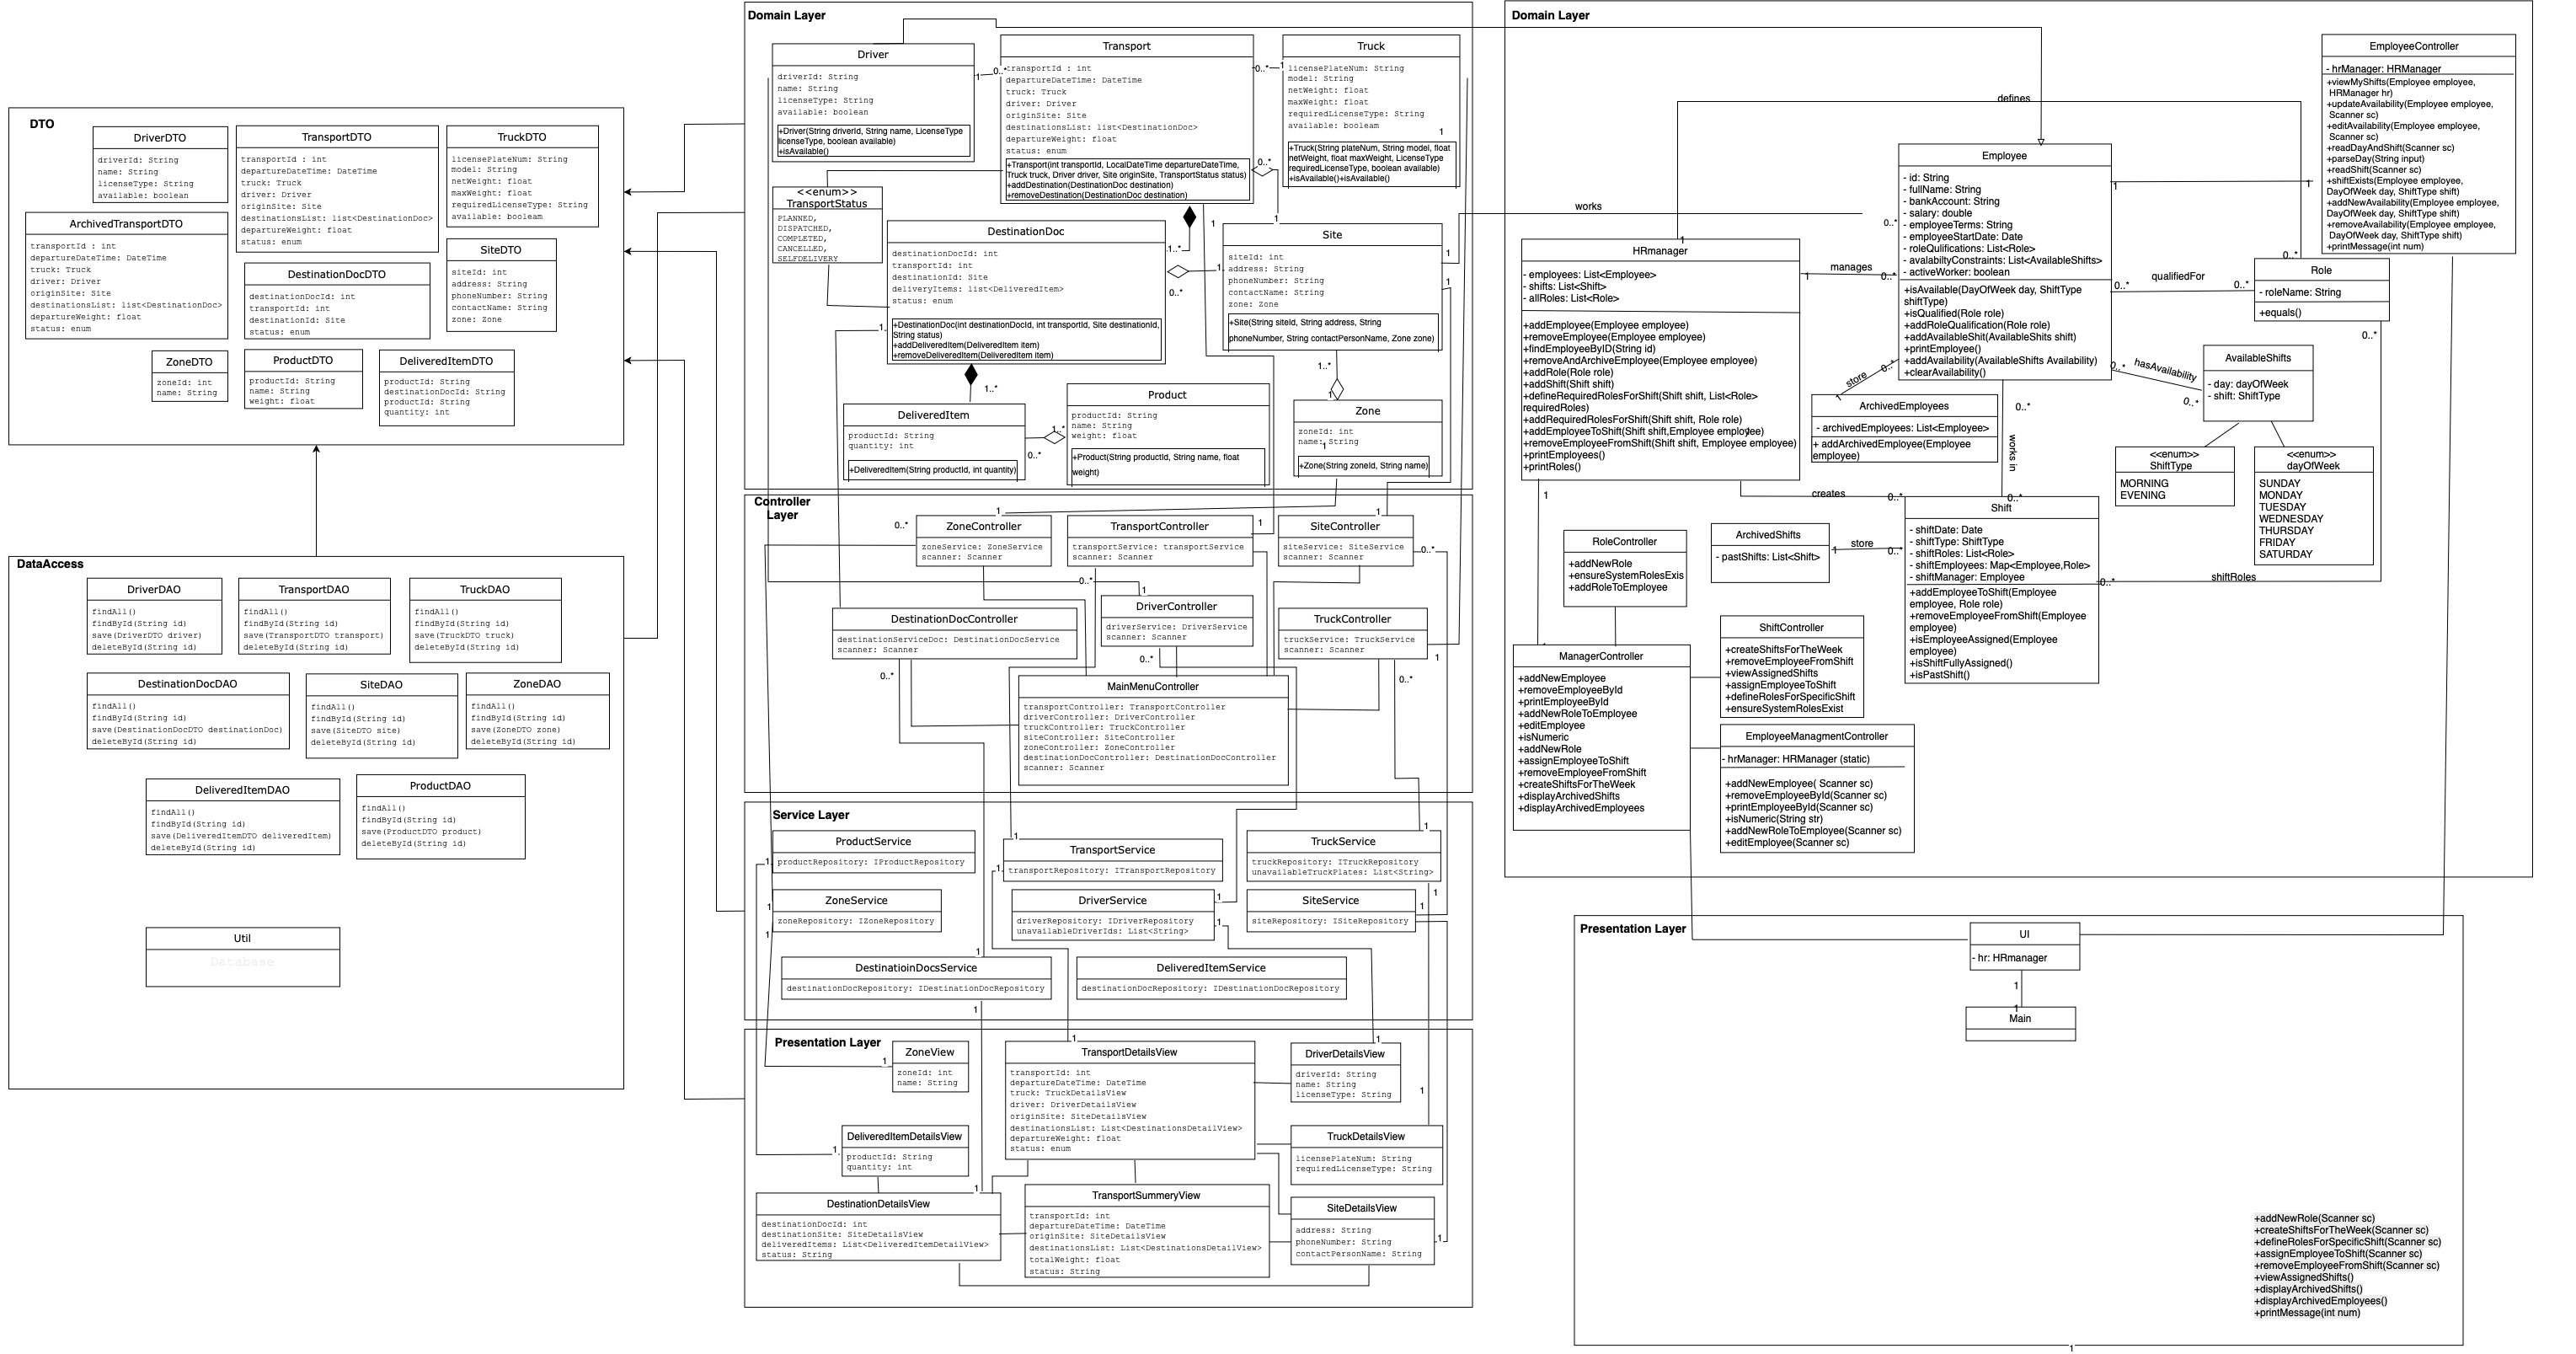 DTO
DriverDTO
driverId: String
name: String
licenseType: String
available: boolean
TransportDTO
transportId : int
departureDateTime: DateTime
truck: Truck
driver: Driver
originSite: Site
destinationsList: list<DestinationDoc>
departureWeight: float
status: enum
TruckDTO
licensePlateNum: String
model: String
netWeight: float
maxWeight: float
requiredLicenseType: String
available: booleam
ArchivedTransportDTO
transportId : int
departureDateTime: DateTime
truck: Truck
driver: Driver
originSite: Site
destinationsList: list<DestinationDoc>
departureWeight: float
status: enum
SiteDTO
siteId: int
address: String
phoneNumber: String
contactName: String
zone: Zone
DestinationDocDTO
destinationDocId: int
transportId: int
destinationId: Site
status: enum
ZoneDTO
zoneId: int
name: String
ProductDTO
productId: String
name: String
weight: float
DeliveredItemDTO
productId: String
destinationDocId: String
productId: String
quantity: int
DataAccess
DriverDAO
findAll()
findById(String id)
save(DriverDTO driver)
deleteById(String id)
TransportDAO
findAll()
findById(String id)
save(TransportDTO transport)
deleteById(String id)
TruckDAO
findAll()
findById(String id)
save(TruckDTO truck)
deleteById(String id)
DestinationDocDAO
findAll()
findById(String id)
save(DestinationDocDTO destinationDoc)
deleteById(String id)
SiteDAO
findAll()
findById(String id)
save(SiteDTO site)
deleteById(String id)
ZoneDAO
findAll()
findById(String id)
save(ZoneDTO zone)
deleteById(String id)
DeliveredItemDAO
findAll()
findById(String id)
save(DeliveredItemDTO deliveredItem)
deleteById(String id)
ProductDAO
findAll()
findById(String id)
save(ProductDTO product)
deleteById(String id)
Util
Database
Domain Layer
Driver
driverId: String
name: String
licenseType: String
available: boolean
+Driver(String driverId, String name, LicenseType
licenseType, boolean available)
+isAvailable()
1
0..*
Transport
transportId : int
departureDateTime: DateTime
truck: Truck
driver: Driver
originSite: Site
destinationsList: list<DestinationDoc>
departureWeight: float
status: enum
+Transport(int transportId, LocalDateTime departureDateTime,
Truck truck, Driver driver, Site originSite, TransportStatus status)
+addDestination(DestinationDoc destination)
+removeDestination(DestinationDoc destination)
0..*
1
Truck
licensePlateNum: String
model: String
netWeight: float
maxWeight: float
requiredLicenseType: String
available: booleam
1
+Truck(String plateNum, String model, float
netWeight, float maxWeight, LicenseType
requiredLicenseType, boolean available)
+isAvailable()+isAvailable()
0..*
<<enum>>
TransportStatus
PLANNED,
DISPATCHED,
COMPLETED,
CANCELLED,
SELFDELIVERY
DestinationDoc
destinationDocId: int
transportId: int
destinationId: Site
deliveryItems: list<DeliveredItem>
status: enum
+DestinationDoc(int destinationDocId, int transportId, Site destinationId,
String status)
+addDeliveredItem(DeliveredItem item)
+removeDeliveredItem(DeliveredItem item)
1
1..*
1
0..*
1
1
Site
siteId: int
address: String
phoneNumber: String
contactName: String
zone: Zone
+Site(String siteId, String address, String
phoneNumber, String contactPersonName, Zone zone)
1
1
1..*
1
1..*
DeliveredItem
productId: String
quantity: int
+DeliveredItem(String productId, int quantity)
1..*
0..*
Product
productId: String
name: String
weight: float
+Product(String productId, String name, float
weight)
Zone
zoneId: int
name: String
1
+Zone(String zoneId, String name)
Controller
Layer
0..*
1
ZoneController
zoneService: ZoneService
scanner: Scanner
TransportController
transportService: transportService
scanner: Scanner
1
1
SiteController
siteService: SiteService
scanner: Scanner
0..*
0..*
1
DestinationDocController
destinationServiceDoc: DestinationDocService
scanner: Scanner
0..*
DriverController
driverService: DriverService
scanner: Scanner
0..*
TruckController
truckService: TruckService
scanner: Scanner
1
0..*
MainMenuController
transportController: TransportController
driverController: DriverController
truckController: TruckController
siteController: SiteController
zoneController: ZoneController
destinationDocController: DestinationDocController
scanner: Scanner
Service Layer
1
ProductService
productRepository: IProductRepository
1
1
TransportService
transportRepository: ITransportRepository
1
TruckService
truckRepository: ITruckRepository
unavailableTruckPlates: List<String>
1
1
1
ZoneService
zoneRepository: IZoneRepository
DriverService
driverRepository: IDriverRepository
unavailableDriverIds: List<String>
1
1
SiteService
siteRepository: ISiteRepository
1
1
DestinatioinDocsService
destinationDocRepository: IDestinationDocRepository
1
DeliveredItemService
destinationDocRepository: IDestinationDocRepository
Presentation Layer
1
ZoneView
zoneId: int
name: String
1
TransportDetailsView
transportId: int
departureDateTime: DateTime
truck: TruckDetailsView
driver: DriverDetailsView
originSite: SiteDetailsView
destinationsList: List<DestinationsDetailView>
departureWeight: float
status: enum
1
DriverDetailsView
driverId: String
name: String
licenseType: String
1
1
DeliveredItemDetailsView
productId: String
quantity: int
TruckDetailsView
licensePlateNum: String
requiredLicenseType: String
1
DestinationDetailsView
destinationDocId: int
destinationSite: SiteDetailsView
deliveredItems: List<DeliveredItemDetailView>
status: String
TransportSummeryView
transportId: int
departureDateTime: DateTime
originSite: SiteDetailsView
destinationsList: List<DestinationsDetailView>
totalWeight: float
status: String
SiteDetailsView
address: String
phoneNumber: String
contactPersonName: String
1
Domain Layer
EmployeeController
- hrManager: HRManager
+viewMyShifts(Employee employee,
HRManager hr)
+updateAvailability(Employee employee,
Scanner sc)
+editAvailability(Employee employee,
Scanner sc)
+readDayAndShift(Scanner sc)
+parseDay(String input)
+readShift(Scanner sc)
+shiftExists(Employee employee,
DayOfWeek day, ShiftType shift)
+addNewAvailability(Employee employee,
DayOfWeek day, ShiftType shift)
+removeAvailability(Employee employee,
DayOfWeek day, ShiftType shift)
+printMessage(int num)
defines
works
0..*
Employee
- id: String
- fullName: String
- bankAccount: String
- salary: double
- employeeTerms: String
- employeeStartDate: Date
- roleQulifications: List<Role>
- avalabiltyConstraints: List<AvailableShifts>
- activeWorker: boolean
+isAvailable(DayOfWeek day, ShiftType
shiftType)
+isQualified(Role role)
+addRoleQualification(Role role)
+addAvailableShit(AvailableShits shift)
+printEmployee()
+addAvailability(AvailableShifts Availability)
+clearAvailability()
1
1
1
HRmanager
- employees: List<Employee>
- shifts: List<Shift>
- allRoles: List<Role>
+addEmployee(Employee employee)
+removeEmployee(Employee employee)
+findEmployeeByID(String id)
+removeAndArchiveEmployee(Employee employee)
+addRole(Role role)
+addShift(Shift shift)
+defineRequiredRolesForShift(Shift shift, List<Role>
requiredRoles)
+addRequiredRolesForShift(Shift shift, Role role)
+addEmployeeToShift(Shift shift,Employee employee)
+removeEmployeeFromShift(Shift shift, Employee employee)
+printEmployees()
+printRoles()
1
manages
0..*
0..*
qualifiedFor
0..*
0..*
Role
- roleName: String
+equals()
0..*
store
0..*
1
ArchivedEmployees
- archivedEmployees: List<Employee>
+ addArchivedEmployee(Employee
employee)
0..*
hasAvailability
0..*
AvailableShifts
- day: dayOfWeek
- shift: ShiftType
<<enum>>
ShiftType
MORNING
EVENING
<<enum>>
dayOfWeek
SUNDAY
MONDAY
TUESDAY
WEDNESDAY
THURSDAY
FRIDAY
SATURDAY
0..*
works in
0..*
1
creates
0..*
Shift
- shiftDate: Date
- shiftType: ShiftType
- shiftRoles: List<Role>
- shiftEmployees: Map<Employee,Role>
- shiftManager: Employee
+addEmployeeToShift(Employee
employee, Role role)
+removeEmployeeFromShift(Employee
employee)
+isEmployeeAssigned(Employee
employee)
+isShiftFullyAssigned()
+isPastShift()
0..*
shiftRoles
ArchivedShifts
- pastShifts: List<Shift>
1
store
0..*
RoleController
+addNewRole
+ensureSystemRolesExis
+addRoleToEmployee
1
ManagerController
+addNewEmployee
+removeEmployeeById
+printEmployeeById
+addNewRoleToEmployee
+editEmployee
+isNumeric
+addNewRole
+assignEmployeeToShift
+removeEmployeeFromShift
+createShiftsForTheWeek
+displayArchivedShifts
+displayArchivedEmployees
ShiftController
+createShiftsForTheWeek
+removeEmployeeFromShift
+viewAssignedShifts
+assignEmployeeToShift
+defineRolesForSpecificShift
+ensureSystemRolesExist
EmployeeManagmentController
- hrManager: HRManager (static)
+addNewEmployee( Scanner sc)
+removeEmployeeById(Scanner sc)
+printEmployeeById(Scanner sc)
+isNumeric(String str)
+addNewRoleToEmployee(Scanner sc)
+editEmployee(Scanner sc)
Presentation Layer
UI
- hr: HRmanager
1
1
Main
+addNewRole(Scanner sc)
+createShiftsForTheWeek(Scanner sc)
+defineRolesForSpecificShift(Scanner sc)
+assignEmployeeToShift(Scanner sc)
+removeEmployeeFromShift(Scanner sc)
+viewAssignedShifts()
+displayArchivedShifts()
+displayArchivedEmployees()
+printMessage(int num)
1